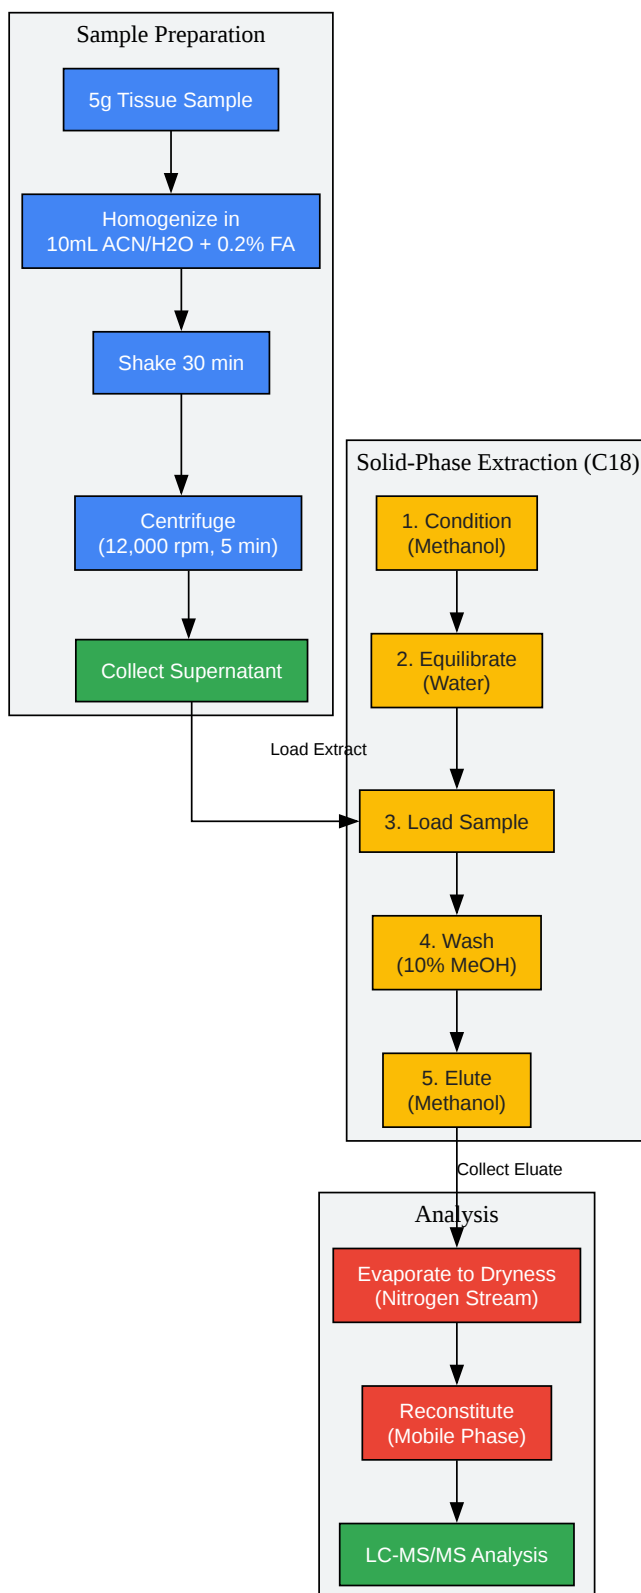 Sample Preparation
5g Tissue Sample
Homogenize in
10mL ACN/H2O + 0.2% FA
Shake 30 min
Centrifuge
(12,000 rpm, 5 min)
Collect Supernatant
Load Extract
Solid-Phase Extraction (C18)
1. Condition
(Methanol)
2. Equilibrate
(Water)
3. Load Sample
4. Wash
(10% MeOH)
5. Elute
(Methanol)
Collect Eluate
Analysis
Evaporate to Dryness
(Nitrogen Stream)
Reconstitute
(Mobile Phase)
LC-MS/MS Analysis